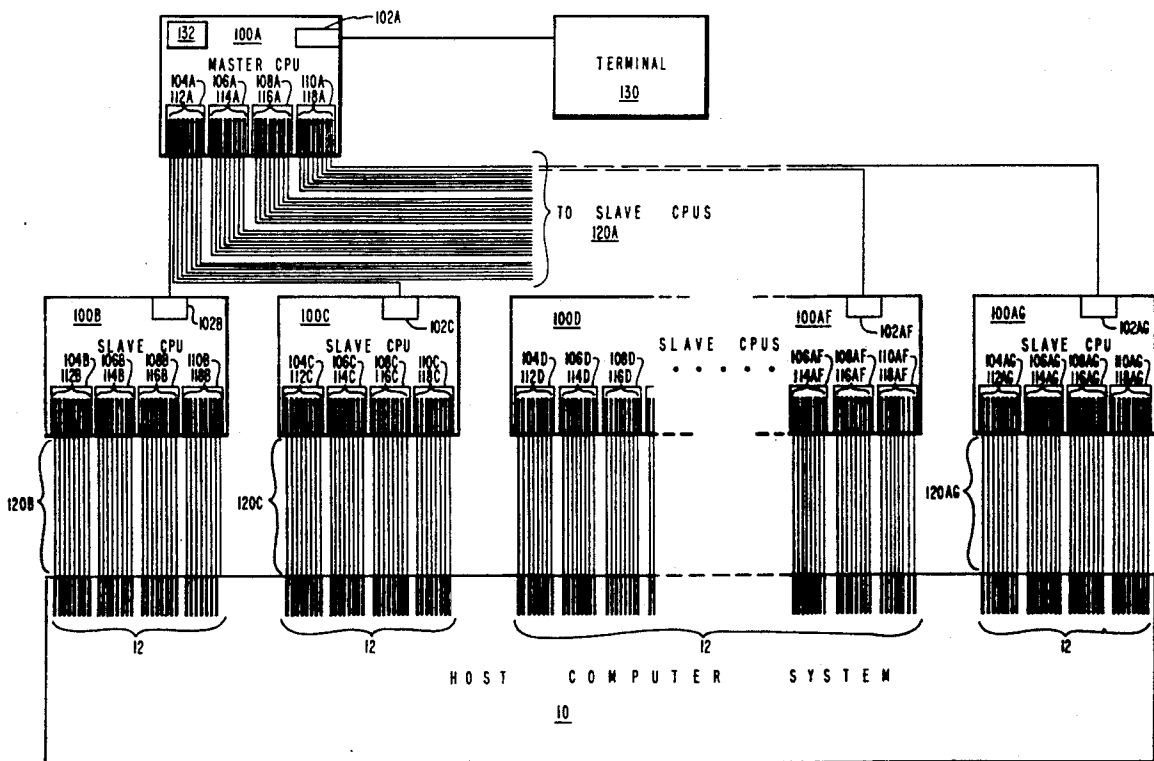 102A
132
100A
MASTER CPU
104A 106A 108A 110A
112A 114A 116A 118A
TERMINAL
130
TO SLAVE CPUS
120A
100B
102B
SLAVE CPU
104B 106B 108B 110B
112B 114B 116B 118B
100C
102C
SLAVE CPU
104C 106C 108C 110C
112C 114C 116C 118C
100D
100AF
102AF
SLAVE CPUS
104D 106D 108D
112D 114D 116D
106AF 108AF 110AF
114AF 116AF 118AF
100AG
102AG
SLAVE CPU
104AG 106AG 108AG 110AG
112AG 114AG 116AG 118AG
120B
120C
120AG
12
12
12
12
HOST COMPUTER SYSTEM
10